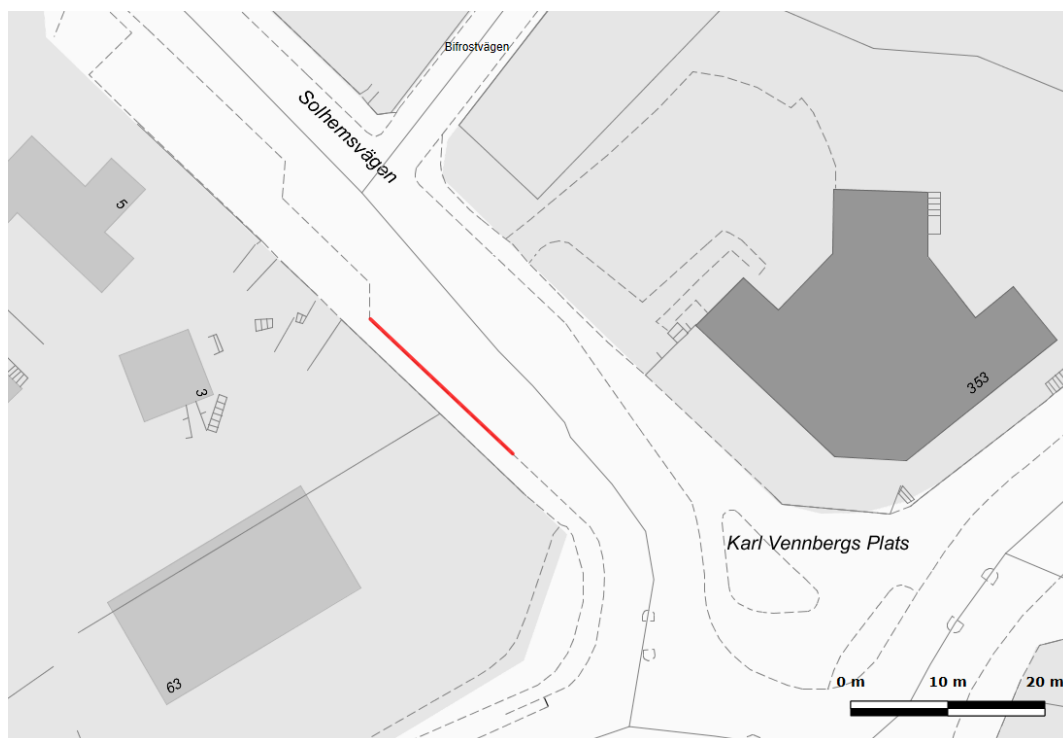 Bifrostvägen
Solhemsvägen
5
3
353
Karl Vennbergs Plats
63
0 m 10 m 20 m